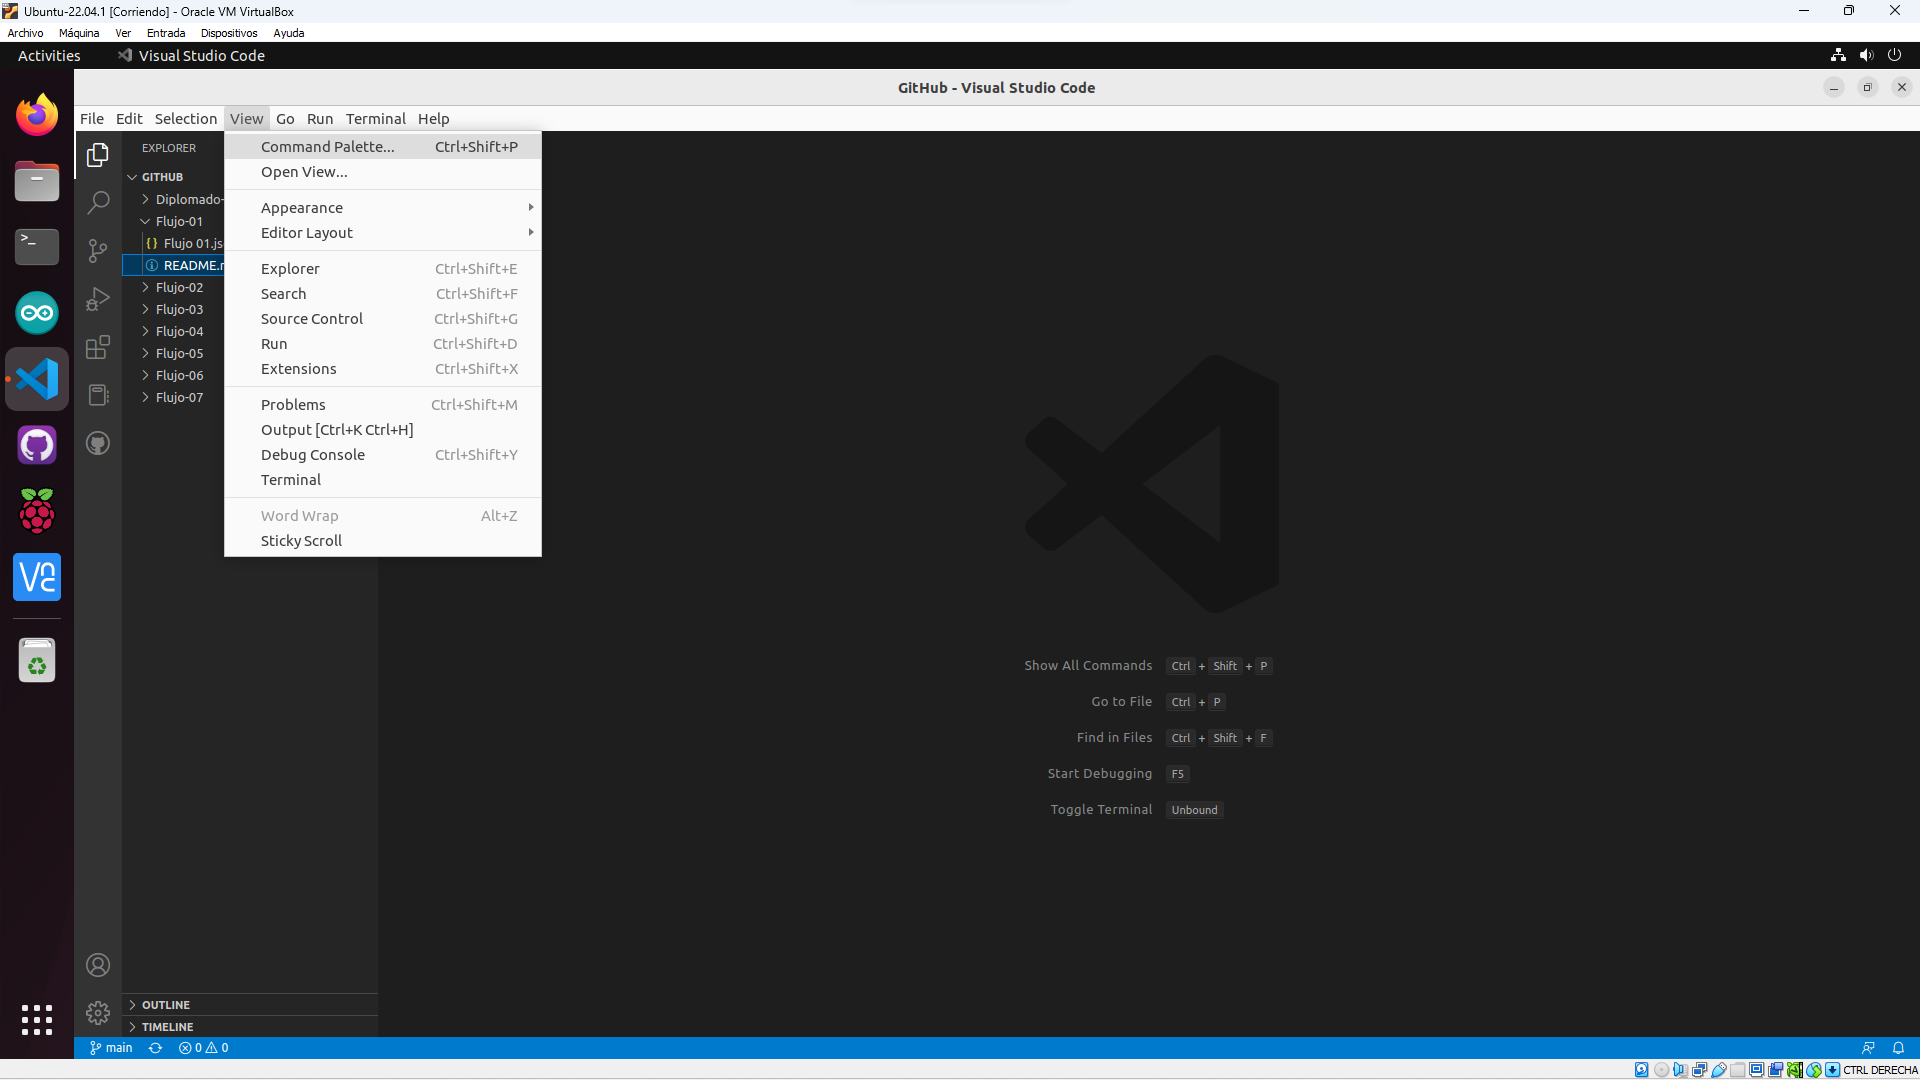 Ubuntu-22.04.1 [Corriendo] - Oracle VM VirtualBox
Archivo Máquina Ver Entrada Dispositivos Ayuda
Activities Visual Studio Code
GitHub - Visual Studio Code
File Edit Selection View Go Run Terminal Help
EXPLORER
GITHUB
Diplomado-
Flujo-01
{} Flujo 01.js
README.
Flujo-02
Flujo-03
Flujo-04
Flujo-05
Flujo-06
Flujo-07
Command Palette... Ctrl+Shift+P
Open View...
Appearance
Editor Layout
Explorer Ctrl+Shift+E
Search Ctrl+Shift+F
Source Control Ctrl+Shift+G
Run Ctrl+Shift+D
Extensions Ctrl+Shift+X
Problems Ctrl+Shift+M
Output [Ctrl+K Ctrl+H]
Debug Console Ctrl+Shift+Y
Terminal
Word Wrap Alt+Z
Sticky Scroll
Show All Commands Ctrl + Shift + P
Go to File Ctrl + P
Find in Files Ctrl + Shift + F
Start Debugging F5
Toggle Terminal Unbound
OUTLINE
TIMELINE
main 0 0
CTRL DERECHA